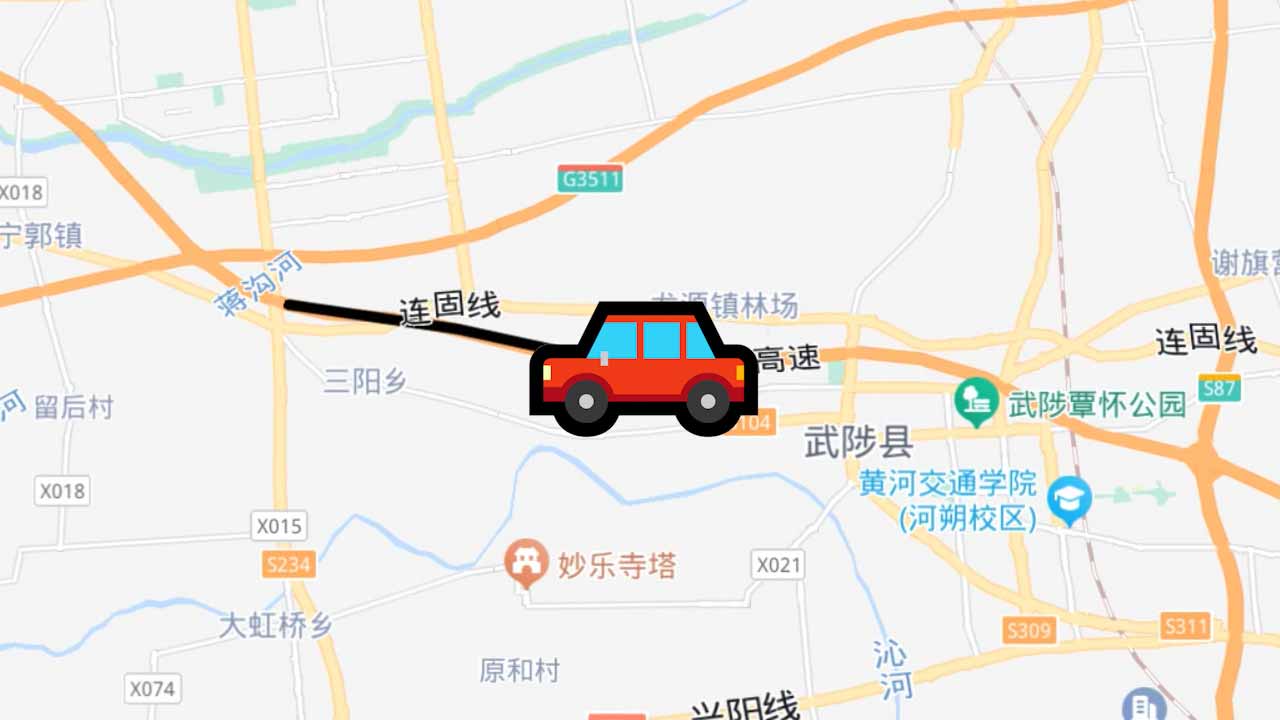 G3511
X018
宁郭镇
蒋沟河
谢旗营
连固线
龙源镇林场
连固线
高速
三阳乡
S87
河
留后村
武陟覃怀公园
104
武陟县
黄河交通学院
(河朔校区)
X018
X015
S234
妙乐寺塔
X021
大虹桥乡
S309
S311
沁河
原和村
X074
兴阳线